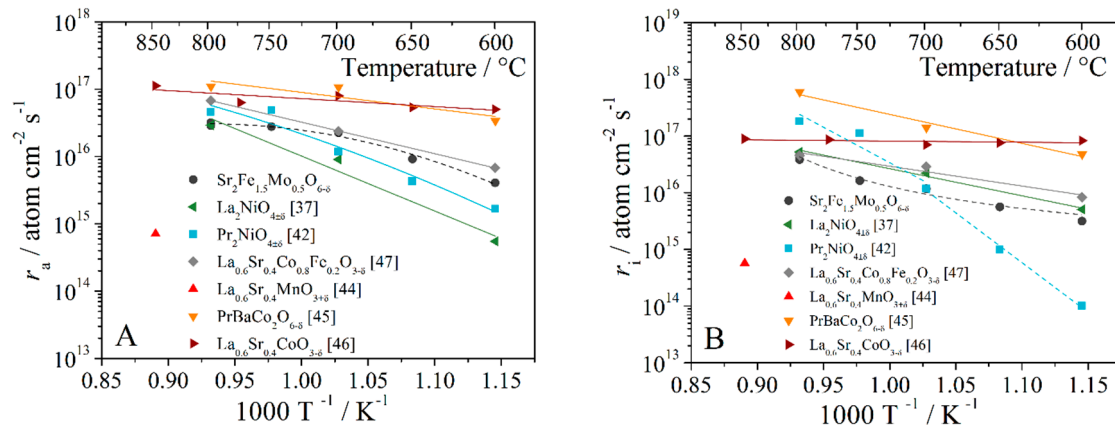 10^18
10^17
10^16
10^15
10^14
10^13
850 800 750 700 650 600
Temperature / °C
r_a / atom cm^-2 s^-1
Sr2Fe1.5Mo0.5O6-δ
La2NiO4±δ [37]
Pr2NiO4±δ [42]
La0.6Sr0.4Co0.8Fe0.2O3-δ [47]
La0.6Sr0.4MnO3+δ [44]
PrBaCo2O6-δ [45]
La0.6Sr0.4CoO3-δ [46]
A
0.85 0.90 0.95 1.00 1.05 1.10 1.15
1000 T^-1 / K^-1
10^19
10^18
10^17
10^16
10^15
10^14
10^13
850 800 750 700 650 600
Temperature / °C
r_i / atom cm^-2 s^-1
Sr2Fe1.5Mo0.5O6-δ
La2NiO4±δ [37]
Pr2NiO4±δ [42]
La0.6Sr0.4Co0.8Fe0.2O3-δ [47]
La0.6Sr0.4MnO3±δ [44]
PrBaCo2O6-δ [45]
La0.6Sr0.4CoO3-δ [46]
B
0.85 0.90 0.95 1.00 1.05 1.10 1.15
1000 T^-1 / K^-1